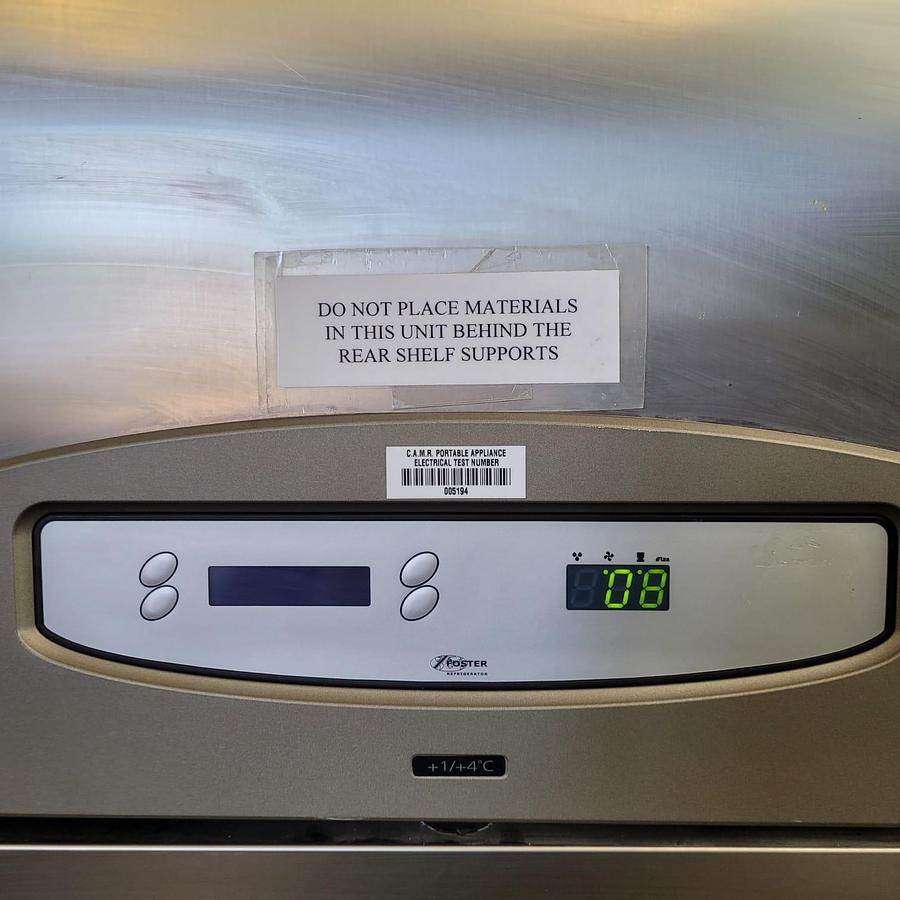 DO NOT PLACE MATERIALS
IN THIS UNIT BEHIND THE
REAR SHELF SUPPORTS
C.A.M.R. PORTABLE APPLIANCE
ELECTRICAL TEST NUMBER
005194
08
FOSTER
REFRIGERATOR
+1/+4°C